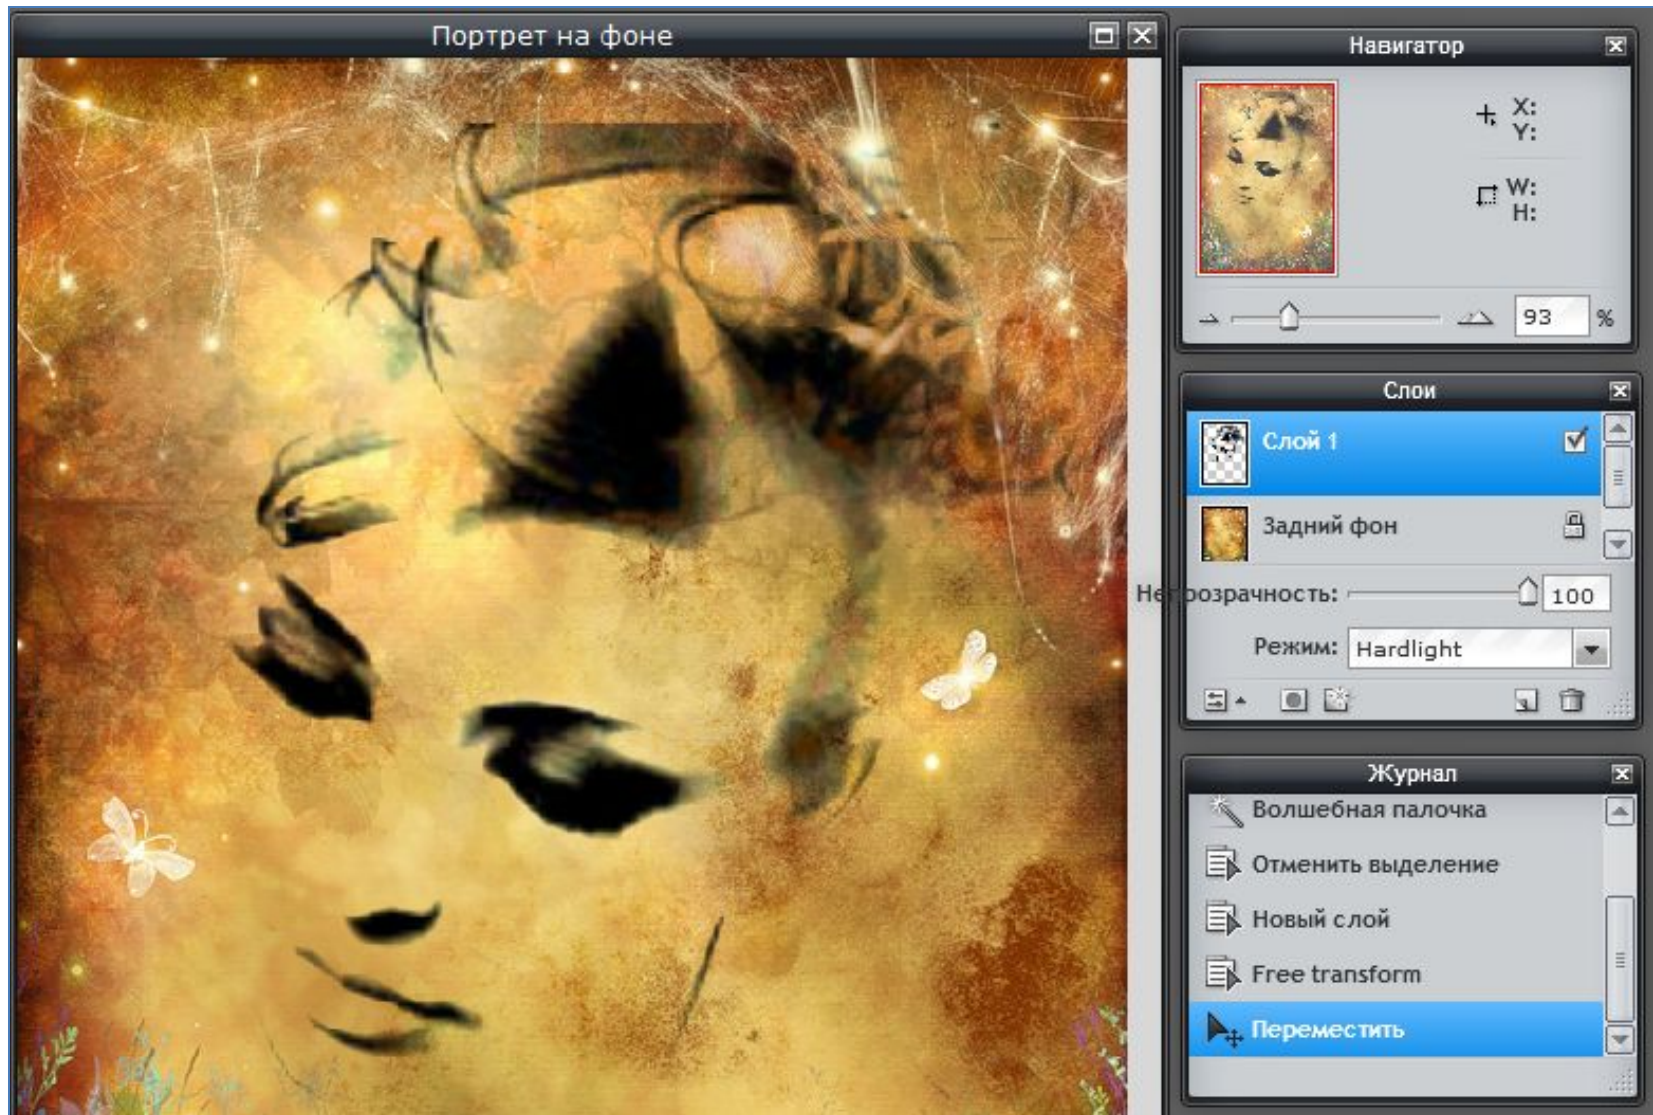 Портрет на фоне
Навигатор
X:
Y:
W:
H:
93 %
Слои
Слой 1
Задний фон
Непрозрачность: 100
Режим: Hardlight
Журнал
Волшебная палочка
Отменить выделение
Новый слой
Free transform
Переместить